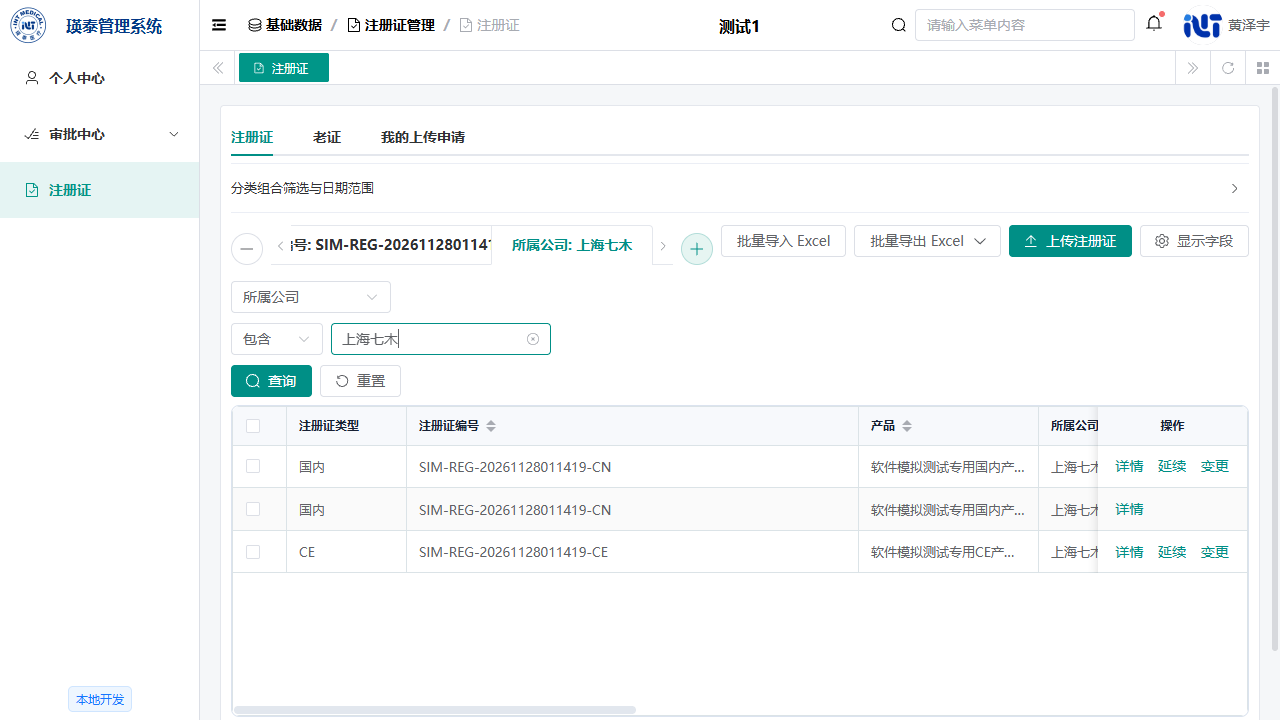 瑛泰管理系统
基础数据 / 注册证管理 / 注册证
测试1
请输入菜单内容
黄泽宇
个人中心
审批中心
注册证
本地开发
注册证
注册证 老证 我的上传申请
分类组合筛选与日期范围
号: SIM-REG-2026112801141
所属公司: 上海七木
批量导入 Excel
批量导出 Excel
上传注册证
显示字段
所属公司
包含 上海七木
查询 重置
注册证类型 注册证编号 产品 所属公司 操作
国内 SIM-REG-20261128011419-CN 软件模拟测试专用国内产... 上海七木 详情 延续 变更
国内 SIM-REG-20261128011419-CN 软件模拟测试专用国内产... 上海七木 详情
CE SIM-REG-20261128011419-CE 软件模拟测试专用CE产... 上海七木 详情 延续 变更